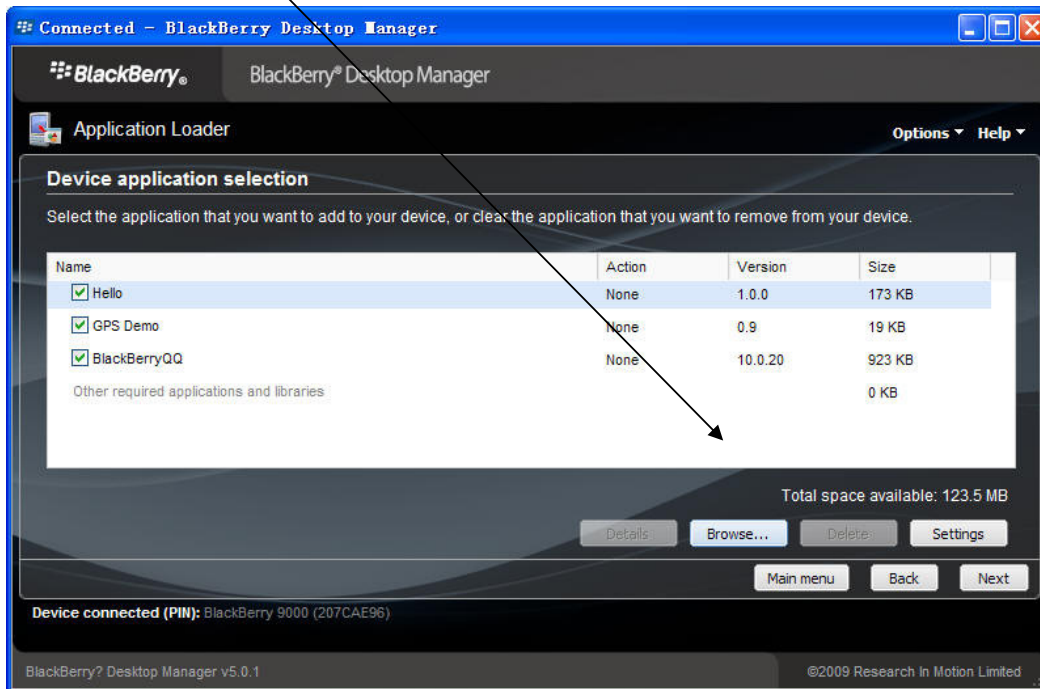 Connected - BlackBerry Desktop Manager
BlackBerry® BlackBerry® Desktop Manager
Application Loader Options Help
Device application selection
Select the application that you want to add to your device, or clear the application that you want to remove from your device.
Name Action Version Size
Hello None 1.0.0 173 KB
GPS Demo None 0.9 19 KB
BlackBerryQQ None 10.0.20 923 KB
Other required applications and libraries 0 KB
Total space available: 123.5 MB
Details Browse... Delete Settings
Main menu Back Next
Device connected (PIN): BlackBerry 9000 (207CAE96)
BlackBerry? Desktop Manager v5.0.1 ©2009 Research In Motion Limited